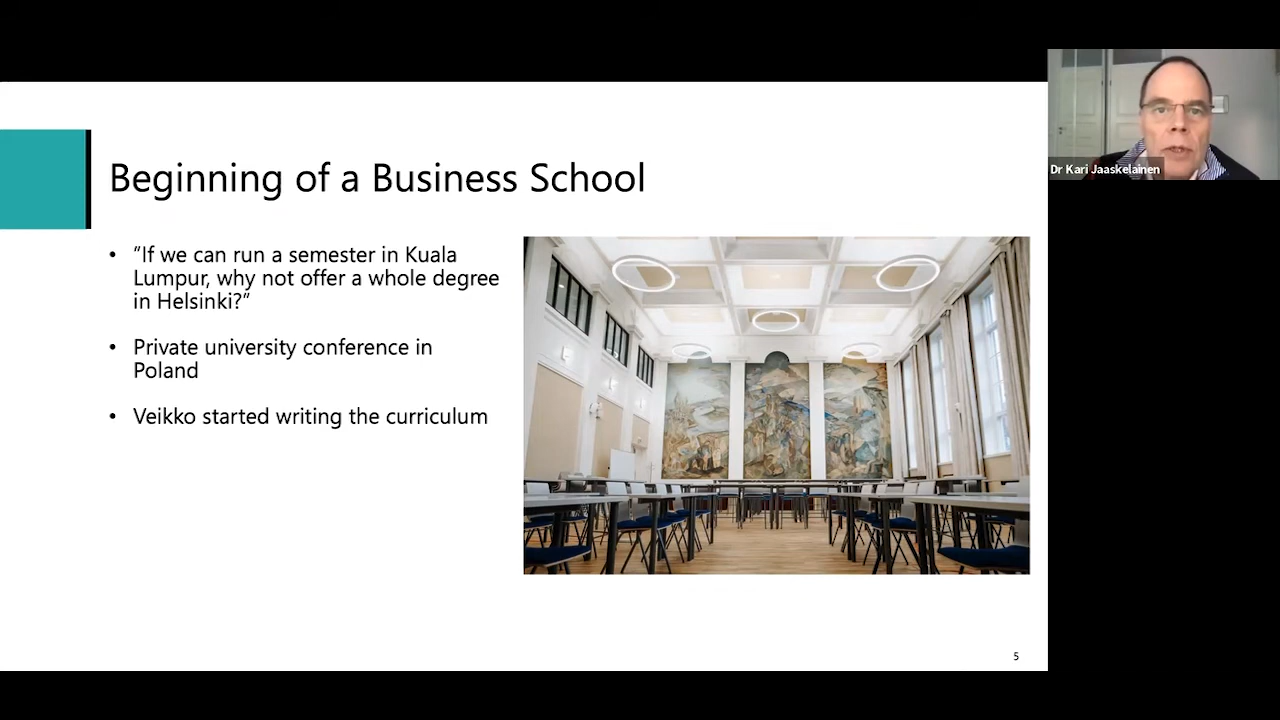 Beginning of a Business School
• ”If we can run a semester in Kuala
Lumpur, why not offer a whole degree
in Helsinki?”
• Private university conference in
Poland
• Veikko started writing the curriculum
5
Dr Kari Jaaskelainen